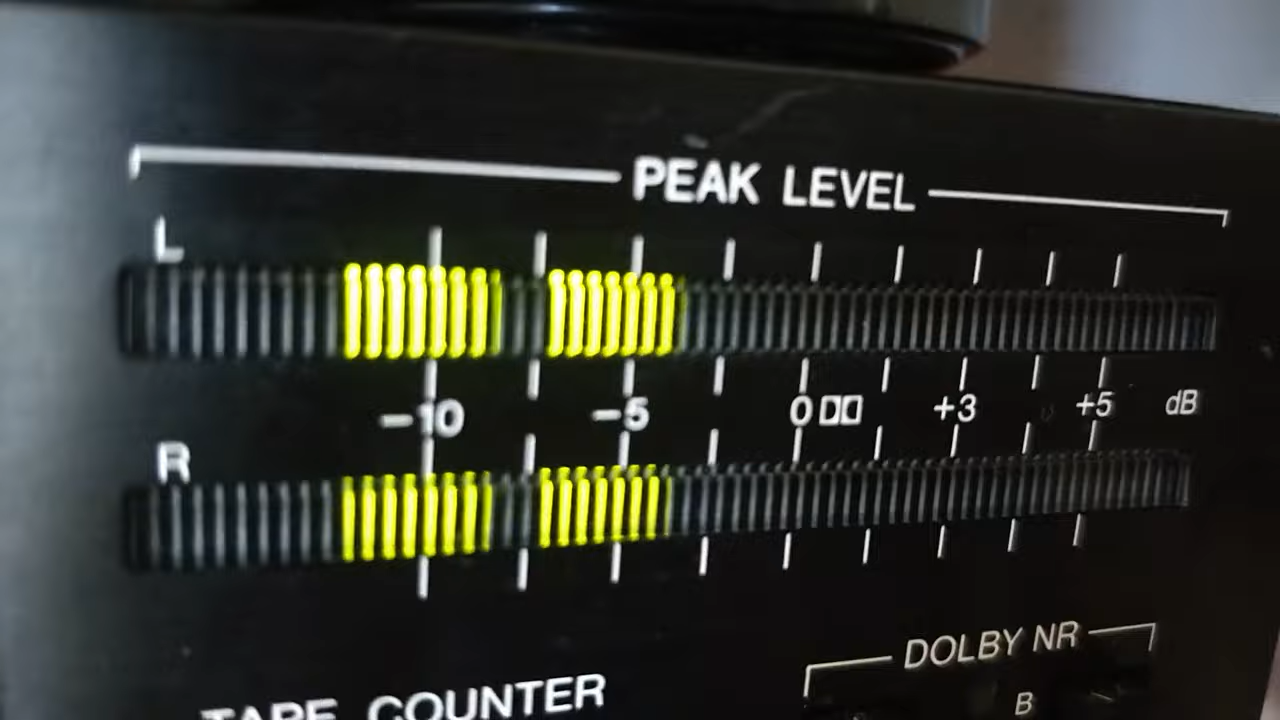 PEAK LEVEL
L
−10 −5 0 +3 +5 dB
R
DOLBY NR
TAPE COUNTER
B